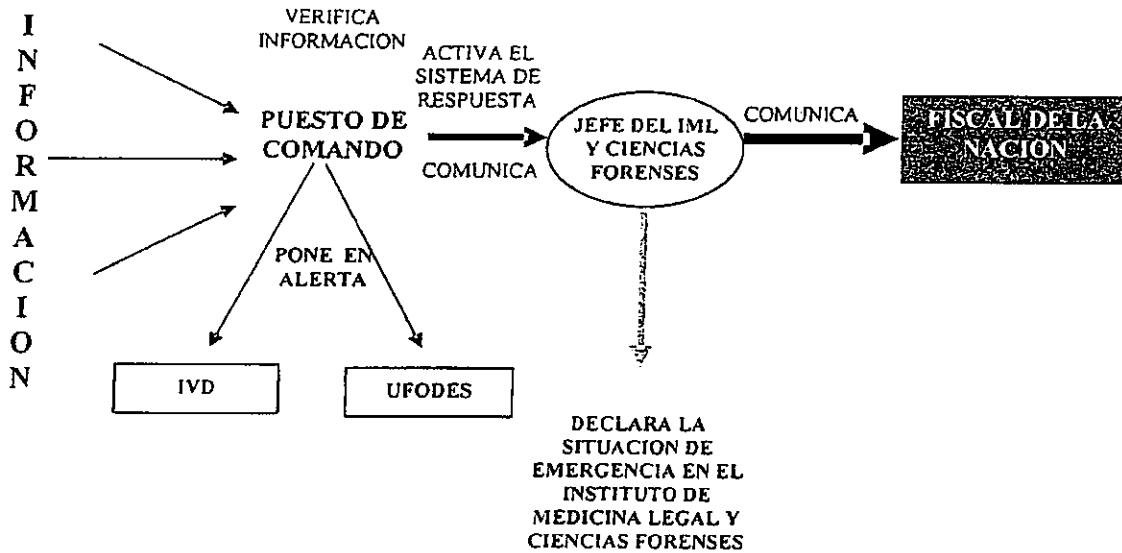 INFORMACION
VERIFICA
INFORMACION
PUESTO DE
COMANDO
ACTIVA EL
SISTEMA DE
RESPUESTA
COMUNICA
JEFE DEL IML
Y CIENCIAS
FORENSES
COMUNICA
FISCAL DE LA
NACIÓN
PONE EN
ALERTA
IVD
UFODES
DECLARA LA
SITUACION DE
EMERGENCIA EN EL
INSTITUTO DE
MEDICINA LEGAL Y
CIENCIAS FORENSES